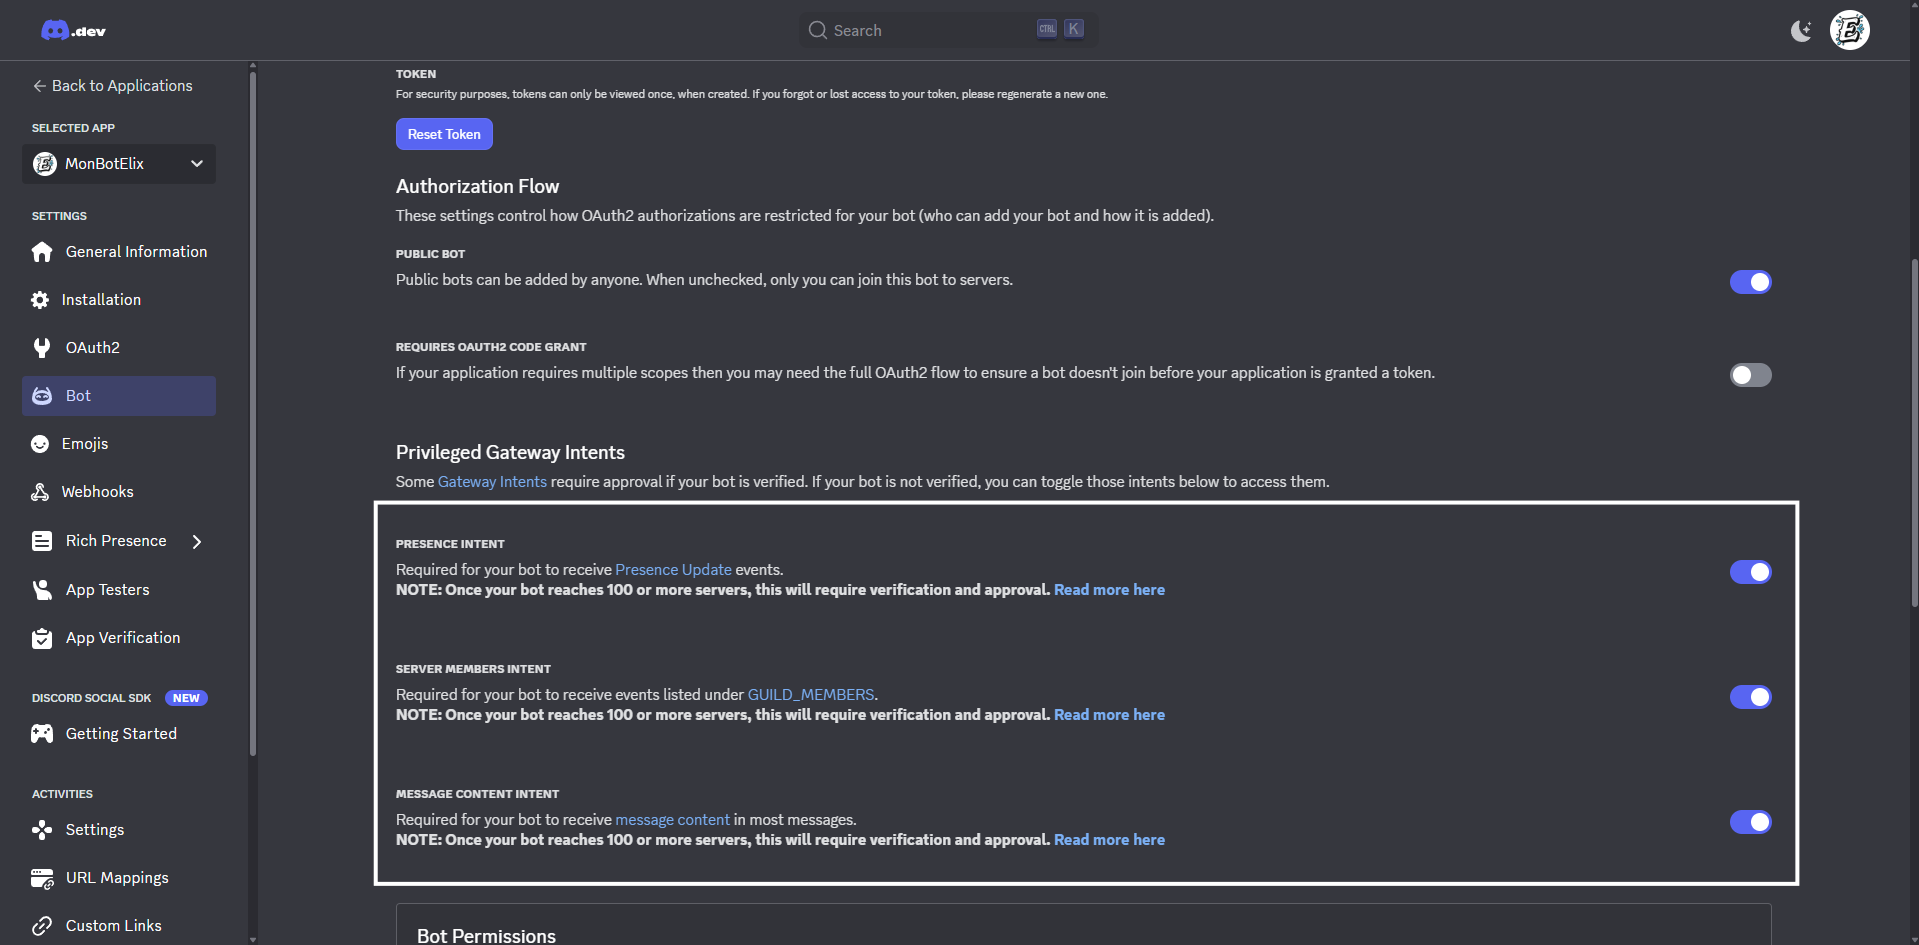 .dev
Search
CTRL K
Back to Applications
SELECTED APP
MonBotElix
SETTINGS
General Information
Installation
OAuth2
Bot
Emojis
Webhooks
Rich Presence
App Testers
App Verification
DISCORD SOCIAL SDK NEW
Getting Started
ACTIVITIES
Settings
URL Mappings
Custom Links
TOKEN
For security purposes, tokens can only be viewed once, when created. If you forgot or lost access to your token, please regenerate a new one.
Reset Token
Authorization Flow
These settings control how OAuth2 authorizations are restricted for your bot (who can add your bot and how it is added).
PUBLIC BOT
Public bots can be added by anyone. When unchecked, only you can join this bot to servers.
REQUIRES OAUTH2 CODE GRANT
If your application requires multiple scopes then you may need the full OAuth2 flow to ensure a bot doesn't join before your application is granted a token.
Privileged Gateway Intents
Some Gateway Intents require approval if your bot is verified. If your bot is not verified, you can toggle those intents below to access them.
PRESENCE INTENT
Required for your bot to receive Presence Update events.
NOTE: Once your bot reaches 100 or more servers, this will require verification and approval. Read more here
SERVER MEMBERS INTENT
Required for your bot to receive events listed under GUILD_MEMBERS.
NOTE: Once your bot reaches 100 or more servers, this will require verification and approval. Read more here
MESSAGE CONTENT INTENT
Required for your bot to receive message content in most messages.
NOTE: Once your bot reaches 100 or more servers, this will require verification and approval. Read more here
Bot Permissions